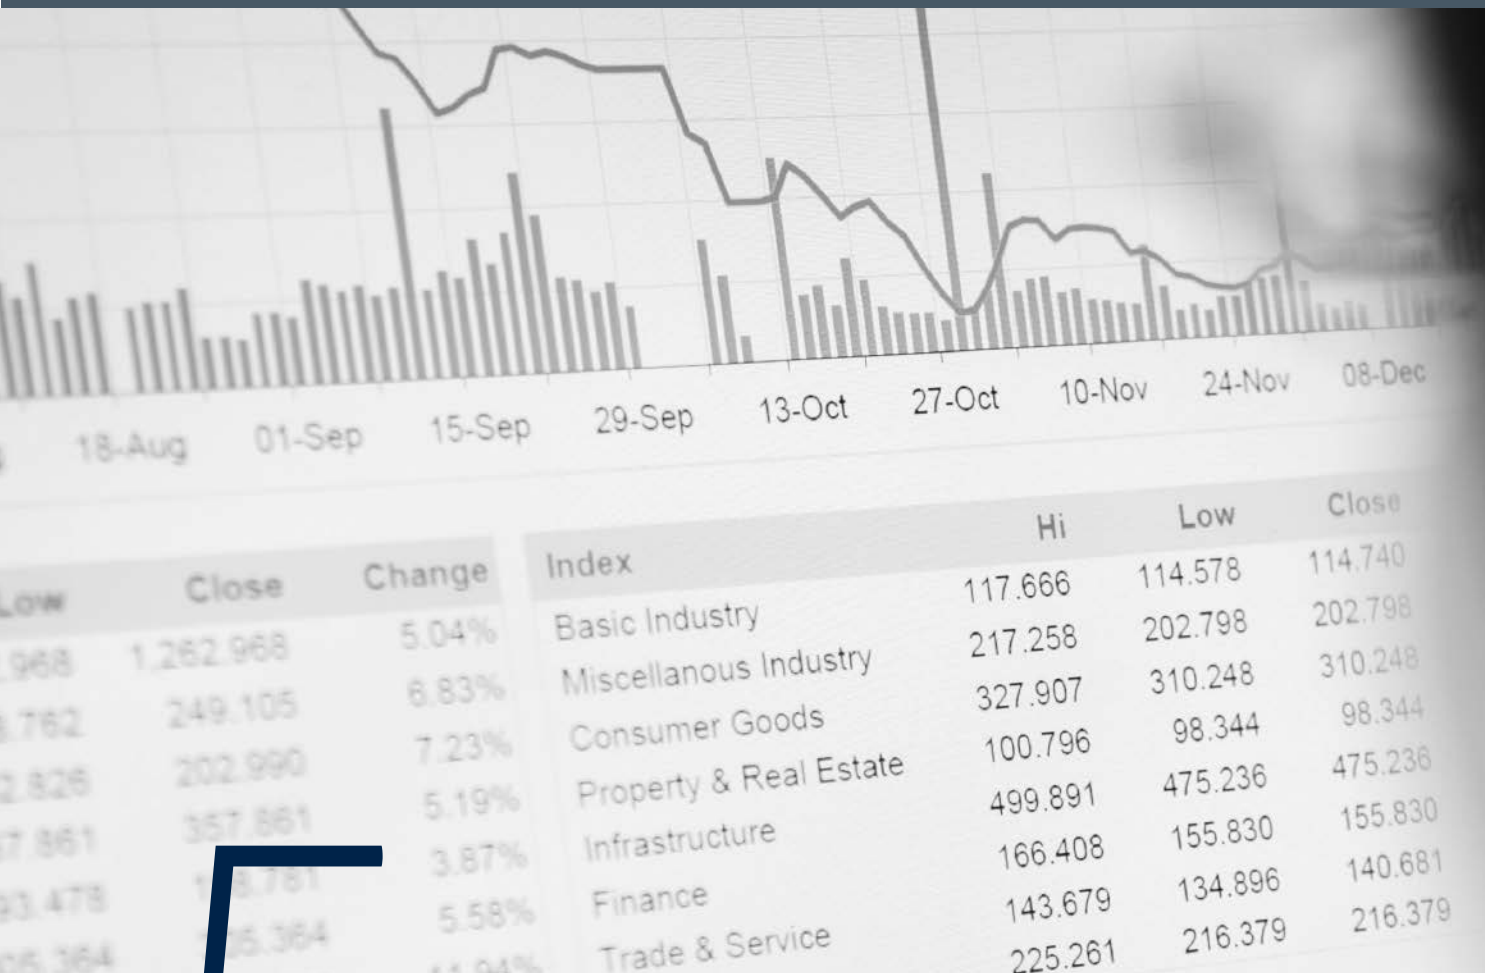 18-Aug 01-Sep 15-Sep 29-Sep 13-Oct 27-Oct 10-Nov 24-Nov 08-Dec
Low Close Change Index Hi Low Close
1,262.968 5.04% Basic Industry 117.666 114.578 114.740
249.105 6.83% Miscellanous Industry 217.258 202.798 202.798
202.990 7.23% Consumer Goods 327.907 310.248 310.248
357.861 5.19% Property & Real Estate 100.796 98.344 98.344
3.87% Infrastructure 499.891 475.236 475.236
5.58% Finance 166.408 155.830 155.830
11.94% Trade & Service 143.679 134.896 140.681
225.261 216.379 216.379